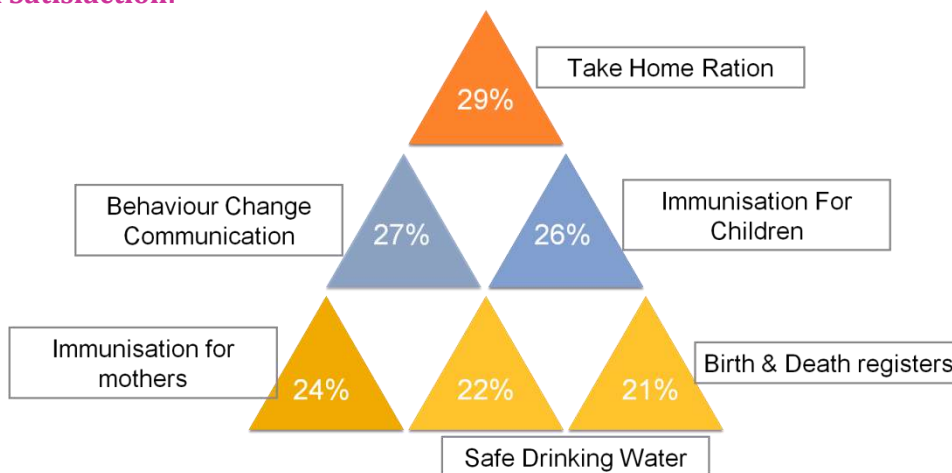 satisfaction.
Take Home Ration
29%
Behaviour Change
Communication
27%
26%
Immunisation For
Children
Immunisation for
mothers
24%
22%
21%
Birth & Death registers
Safe Drinking Water